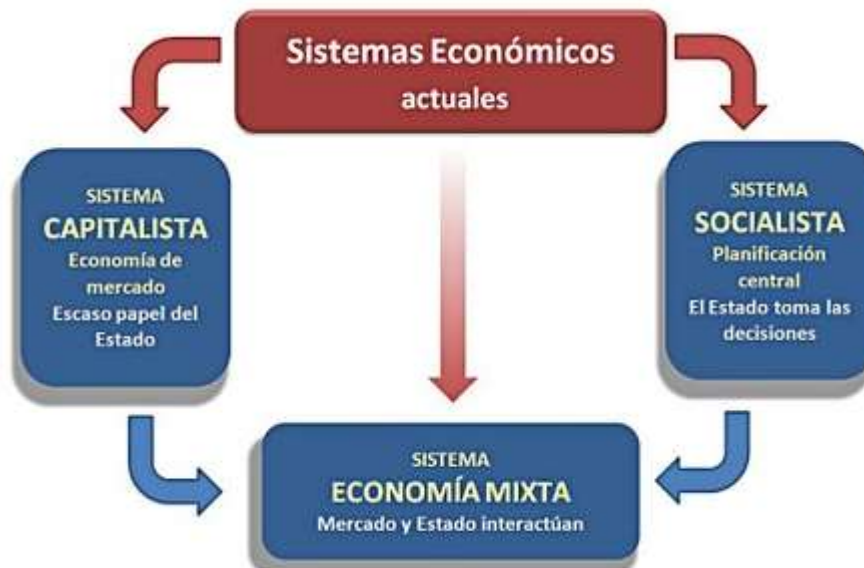 Sistemas Económicos
actuales
SISTEMA
CAPITALISTA
Economía de
mercado
Escaso papel del
Estado
SISTEMA
SOCIALISTA
Planificación
central
El Estado toma las
decisiones
SISTEMA
ECONOMÍA MIXTA
Mercado y Estado interactúan